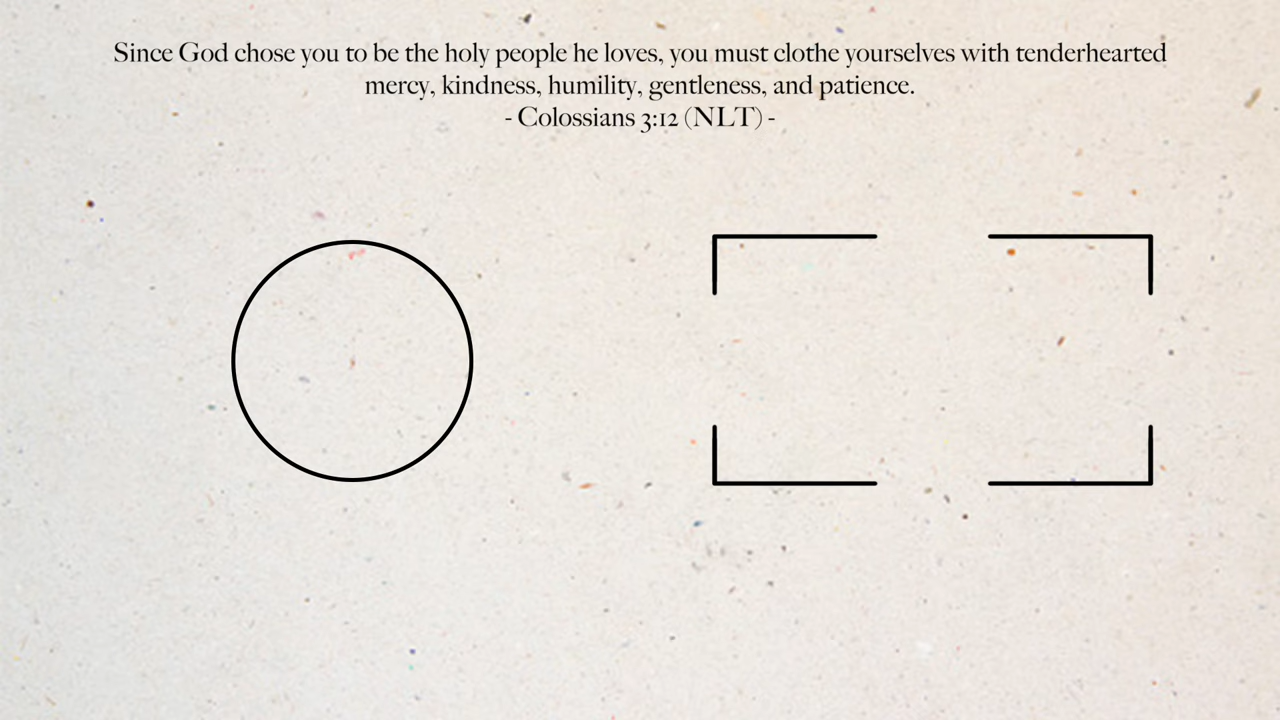 Since God chose you to be the holy people he loves, you must clothe yourselves with tenderhearted
mercy, kindness, humility, gentleness, and patience.
- Colossians 3:12 (NLT) -